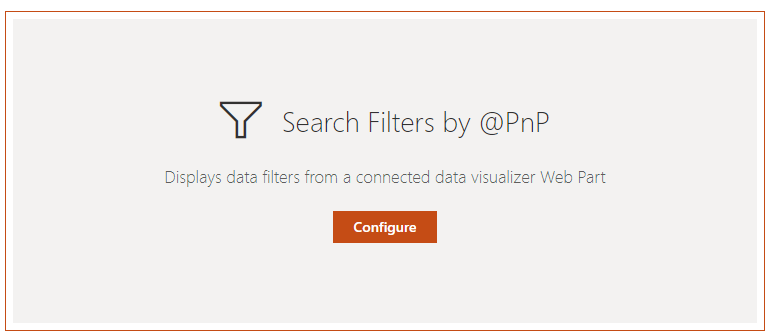 Search Filters by @PnP
Displays data filters from a connected data visualizer Web Part
Configure